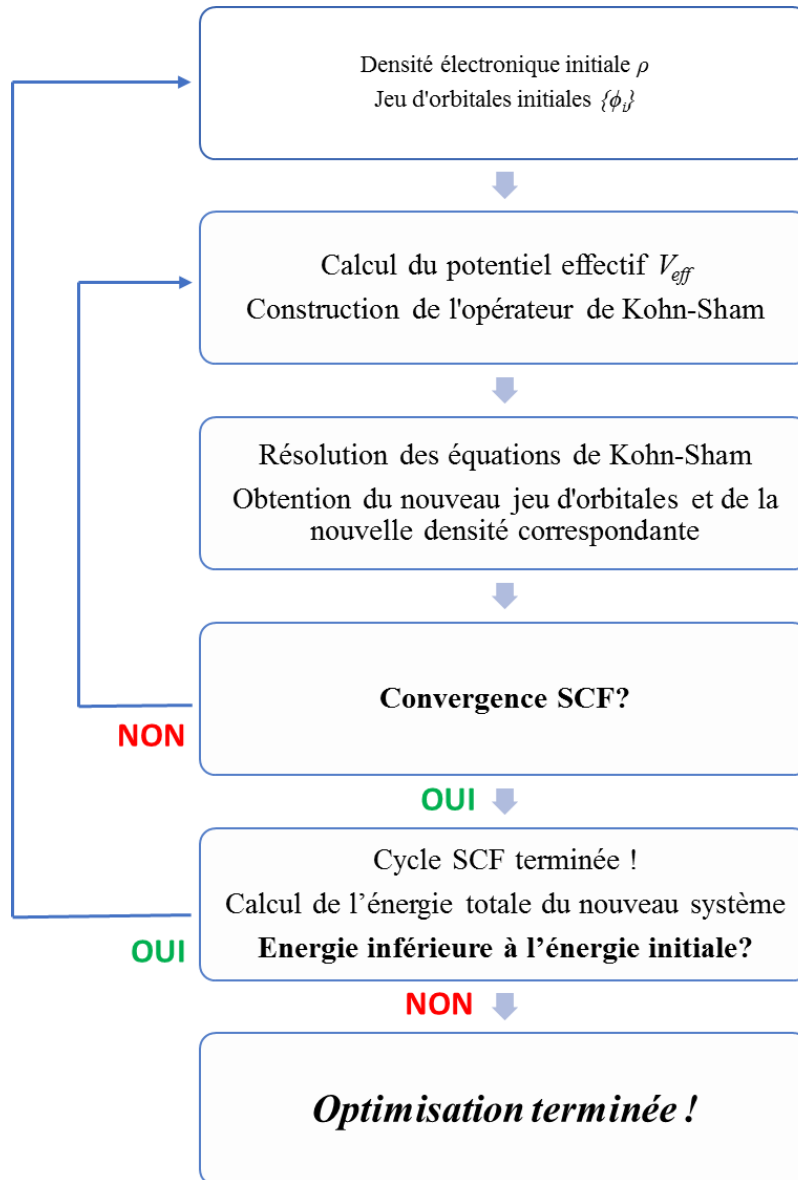 Densité électronique initiale ρ
Jeu d'orbitales initiales {ϕi}
Calcul du potentiel effectif Veff
Construction de l'opérateur de Kohn-Sham
Résolution des équations de Kohn-Sham
Obtention du nouveau jeu d'orbitales et de la
nouvelle densité correspondante
Convergence SCF?
NON
OUI
Cycle SCF terminée !
Calcul de l’énergie totale du nouveau système
Energie inférieure à l’énergie initiale?
OUI
NON
Optimisation terminée !